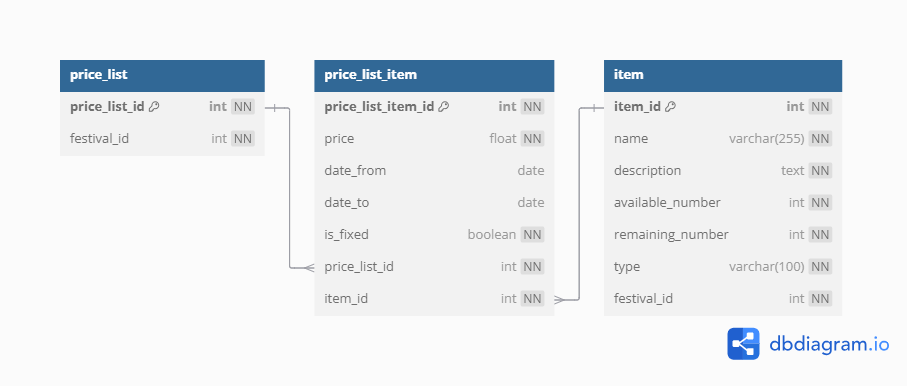 price_list
price_list_id int NN
festival_id int NN
price_list_item
price_list_item_id int NN
price float NN
date_from date
date_to date
is_fixed boolean NN
price_list_id int NN
item_id int NN
item
item_id int NN
name varchar(255) NN
description text NN
available_number int NN
remaining_number int NN
type varchar(100) NN
festival_id int NN
dbdiagram.io